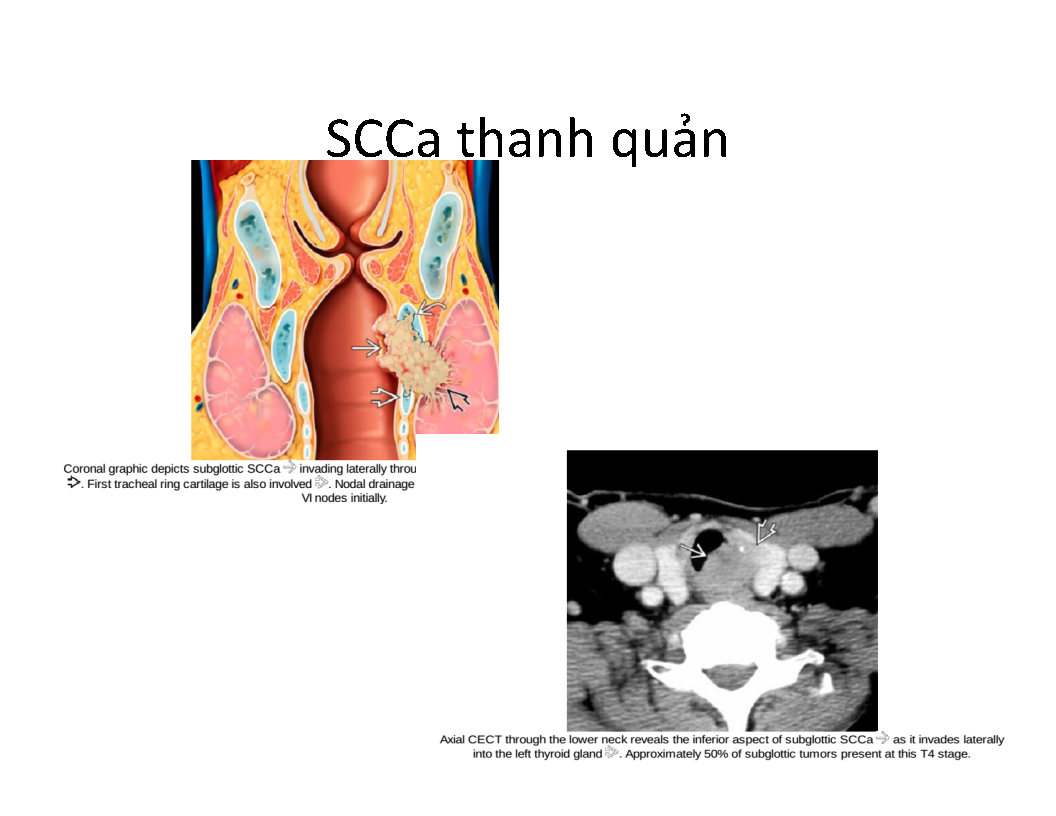 SCCa thanh quản
Coronal graphic depicts subglottic SCCa invading laterally
. First tracheal ring cartilage is also involved . Nodal drainage
VI nodes initially.
Axial CECT through the lower neck reveals the inferior aspect of subglottic SCCa as it invades laterally
into the left thyroid gland . Approximately 50% of subglottic tumors present at this T4 stage.